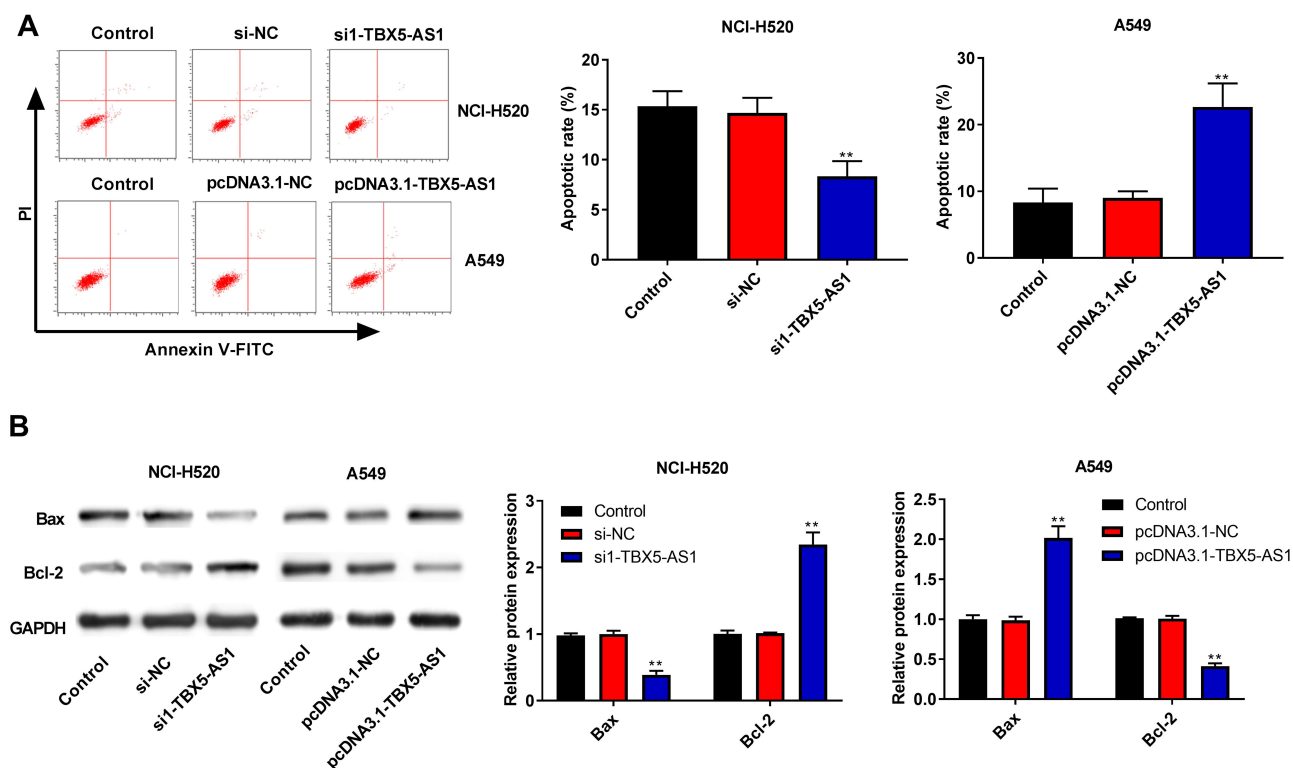 A
Control si-NC si1-TBX5-AS1
NCI-H520
Control pcDNA3.1-NC pcDNA3.1-TBX5-AS1
A549
PI
Annexin V-FITC
NCI-H520
Apoptotic rate (%)
20
15
10
5
0
**
Control si-NC si1-TBX5-AS1
A549
Apoptotic rate (%)
30
20
10
0
**
Control pcDNA3.1-NC pcDNA3.1-TBX5-AS1
B
NCI-H520 A549
Bax
Bcl-2
GAPDH
Control si-NC si1-TBX5-AS1 Control pcDNA3.1-NC pcDNA3.1-TBX5-AS1
NCI-H520
Relative protein expression
3
2
1
0
Control
si-NC
si1-TBX5-AS1
**
**
Bax Bcl-2
A549
Relative protein expression
2.5
2.0
1.5
1.0
0.5
0.0
Control
pcDNA3.1-NC
pcDNA3.1-TBX5-AS1
**
**
Bax Bcl-2